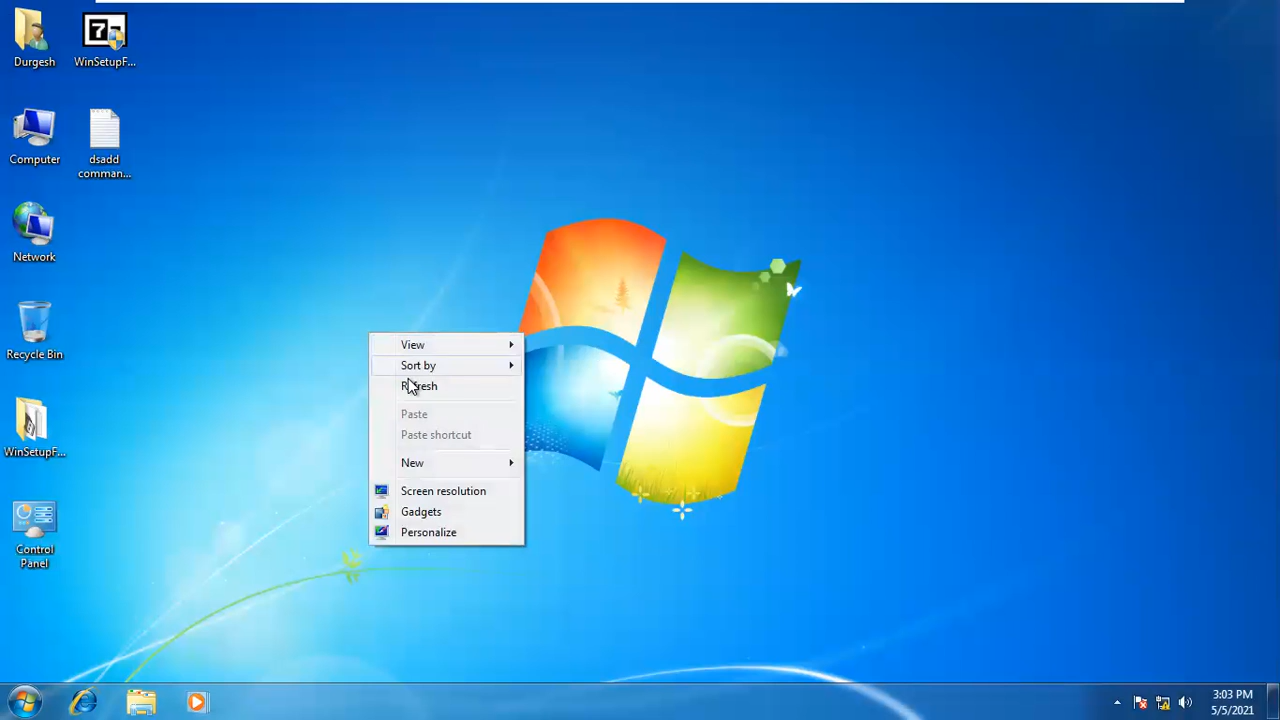 Durgesh
WinSetupF...
Computer
dsadd
comman...
Network
Recycle Bin
WinSetupF...
Control
Panel
View
Sort by
Refresh
Paste
Paste shortcut
New
Screen resolution
Gadgets
Personalize
3:03 PM
5/5/2021